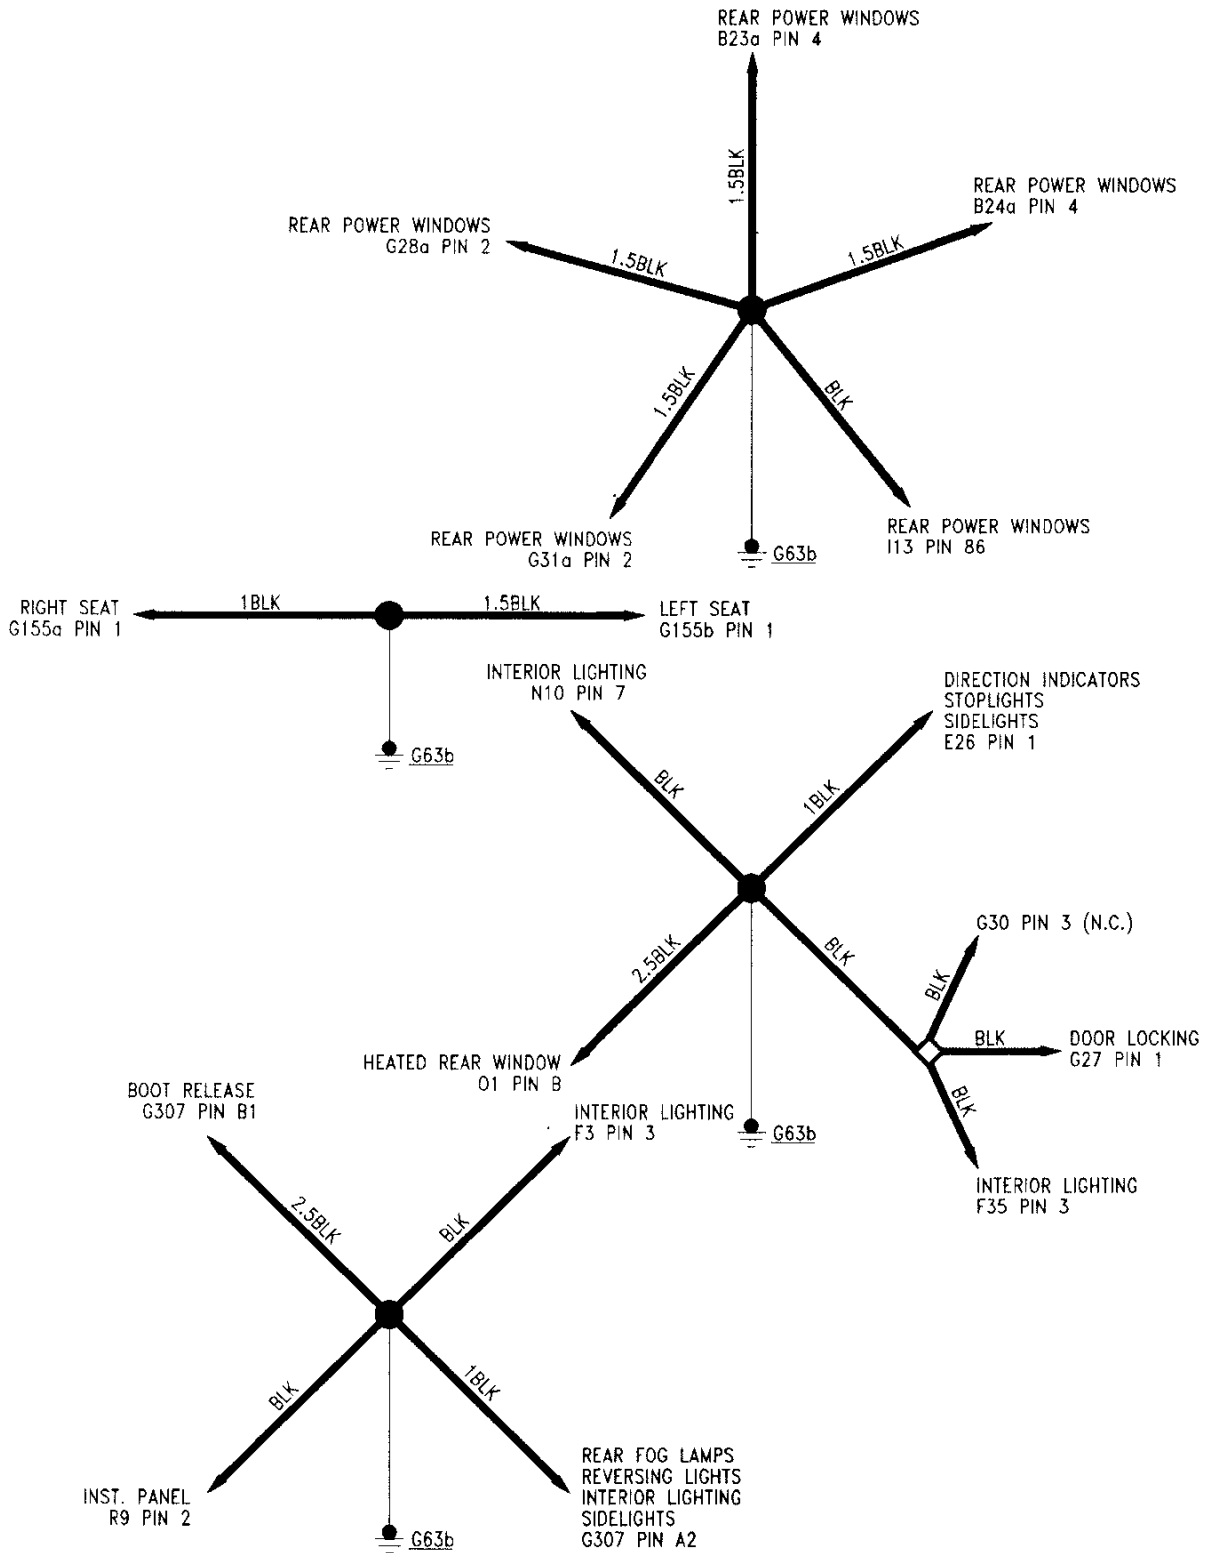 REAR POWER WINDOWS
B23a PIN 4
1.5BLK
REAR POWER WINDOWS
B24a PIN 4
1.5BLK
REAR POWER WINDOWS
G28a PIN 2
1.5BLK
1.5BLK
BLK
REAR POWER WINDOWS
G31a PIN 2
REAR POWER WINDOWS
I13 PIN 86
G63b
RIGHT SEAT
G155a PIN 1
1BLK
1.5BLK
LEFT SEAT
G155b PIN 1
G63b
INTERIOR LIGHTING
N10 PIN 7
BLK
DIRECTION INDICATORS
STOPLIGHTS
SIDELIGHTS
E26 PIN 1
1BLK
2.5BLK
BLK
G30 PIN 3 (N.C.)
BLK
BLK
DOOR LOCKING
G27 PIN 1
BLK
INTERIOR LIGHTING
F35 PIN 3
HEATED REAR WINDOW
O1 PIN B
G63b
BOOT RELEASE
G307 PIN B1
2.5BLK
INTERIOR LIGHTING
F3 PIN 3
BLK
BLK
1BLK
INST. PANEL
R9 PIN 2
REAR FOG LAMPS
REVERSING LIGHTS
INTERIOR LIGHTING
SIDELIGHTS
G307 PIN A2
G63b